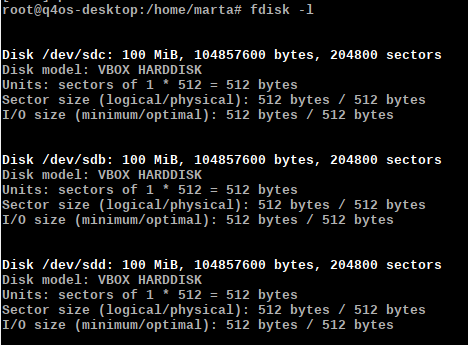 root@q4os-desktop:/home/marta# fdisk -l
Disk /dev/sdc: 100 MiB, 104857600 bytes, 204800 sectors
Disk model: VBOX HARDDISK
Units: sectors of 1 * 512 = 512 bytes
Sector size (logical/physical): 512 bytes / 512 bytes
I/O size (minimum/optimal): 512 bytes / 512 bytes
Disk /dev/sdb: 100 MiB, 104857600 bytes, 204800 sectors
Disk model: VBOX HARDDISK
Units: sectors of 1 * 512 = 512 bytes
Sector size (logical/physical): 512 bytes / 512 bytes
I/O size (minimum/optimal): 512 bytes / 512 bytes
Disk /dev/sdd: 100 MiB, 104857600 bytes, 204800 sectors
Disk model: VBOX HARDDISK
Units: sectors of 1 * 512 = 512 bytes
Sector size (logical/physical): 512 bytes / 512 bytes
I/O size (minimum/optimal): 512 bytes / 512 bytes